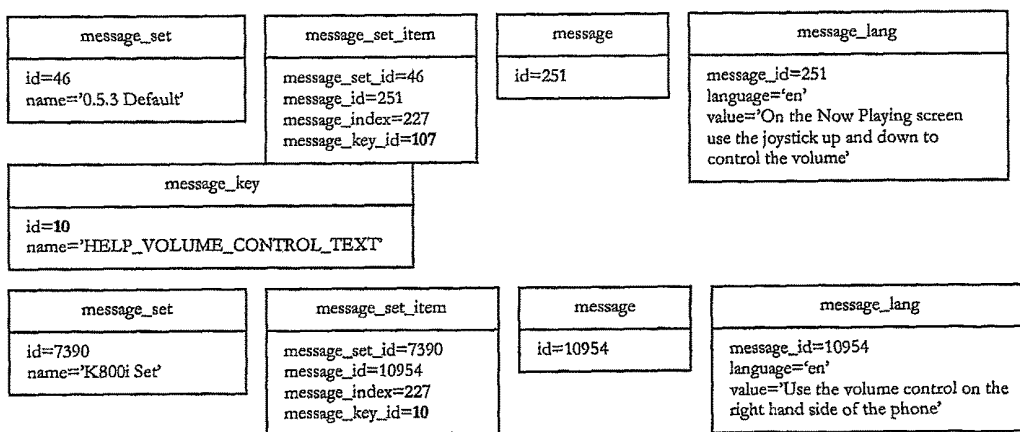 message_set
id=46
name='0.5.3 Default'
message_set_item
message_set_id=46
message_id=251
message_index=227
message_key_id=107
message
id=251
message_lang
message_id=251
language='en'
value='On the Now Playing screen
use the joystick up and down to
control the volume'
message_key
id=10
name='HELP_VOLUME_CONTROL_TEXT'
message_set
id=7390
name='K800i Set'
message_set_item
message_set_id=7390
message_id=10954
message_index=227
message_key_id=10
message
id=10954
message_lang
message_id=10954
language='en'
value='Use the volume control on the
right hand side of the phone'